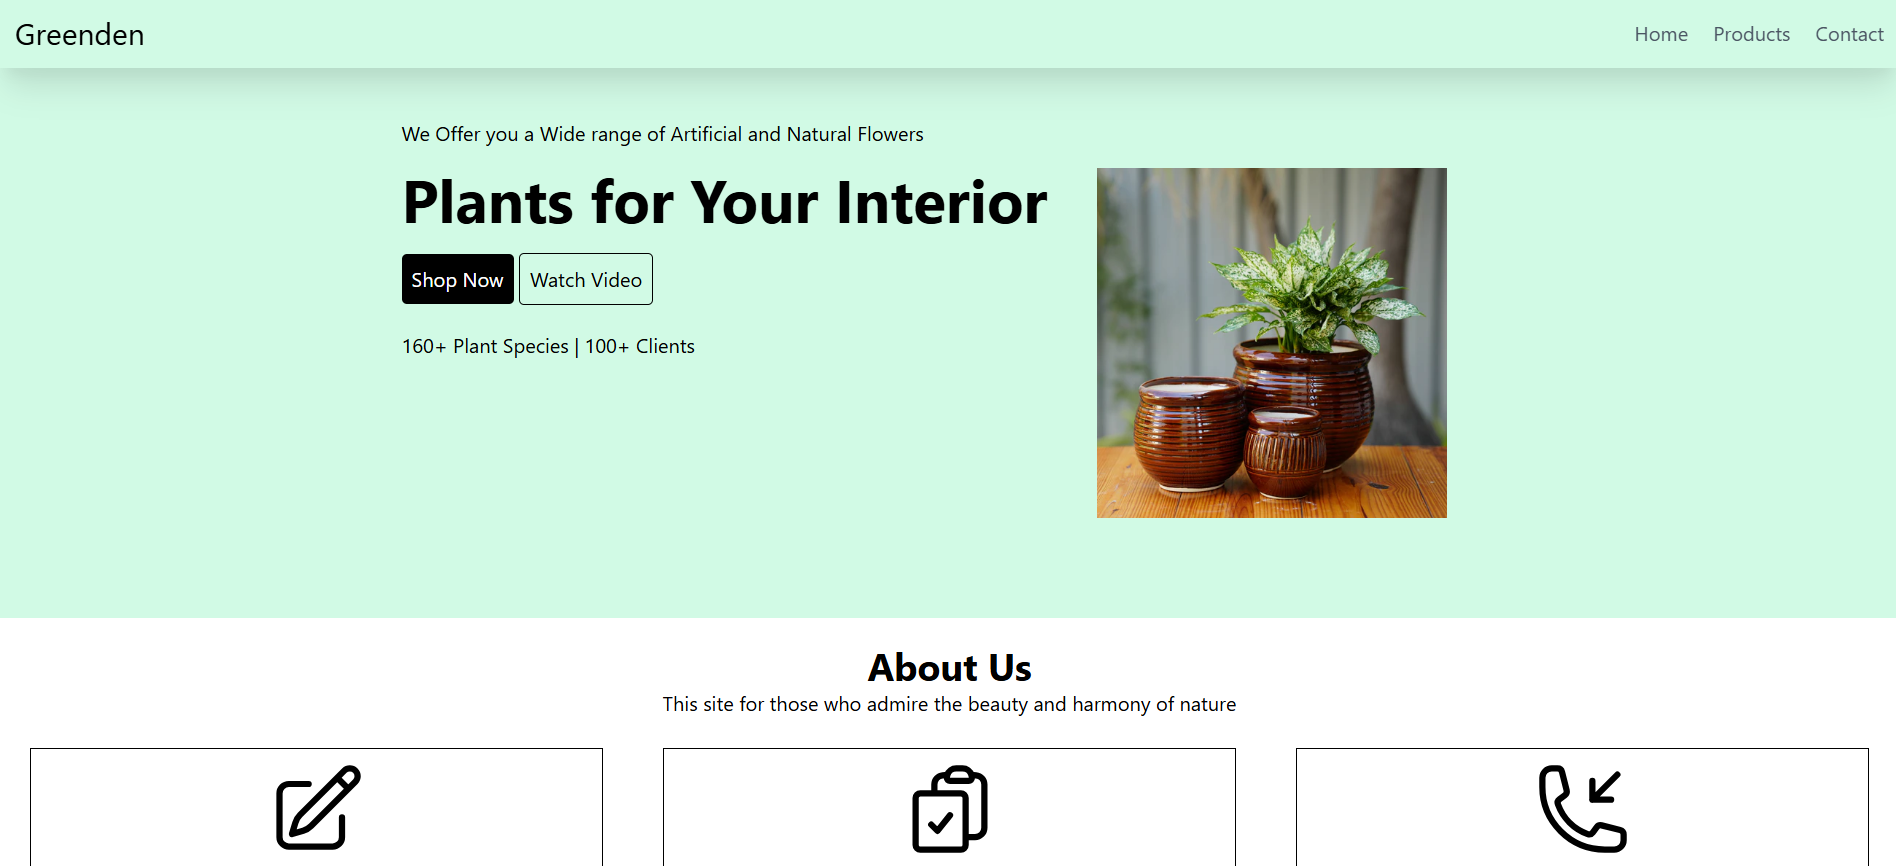 Greenden
Home Products Contact
We Offer you a Wide range of Artificial and Natural Flowers
Plants for Your Interior
Shop Now Watch Video
160+ Plant Species | 100+ Clients
About Us
This site for those who admire the beauty and harmony of nature